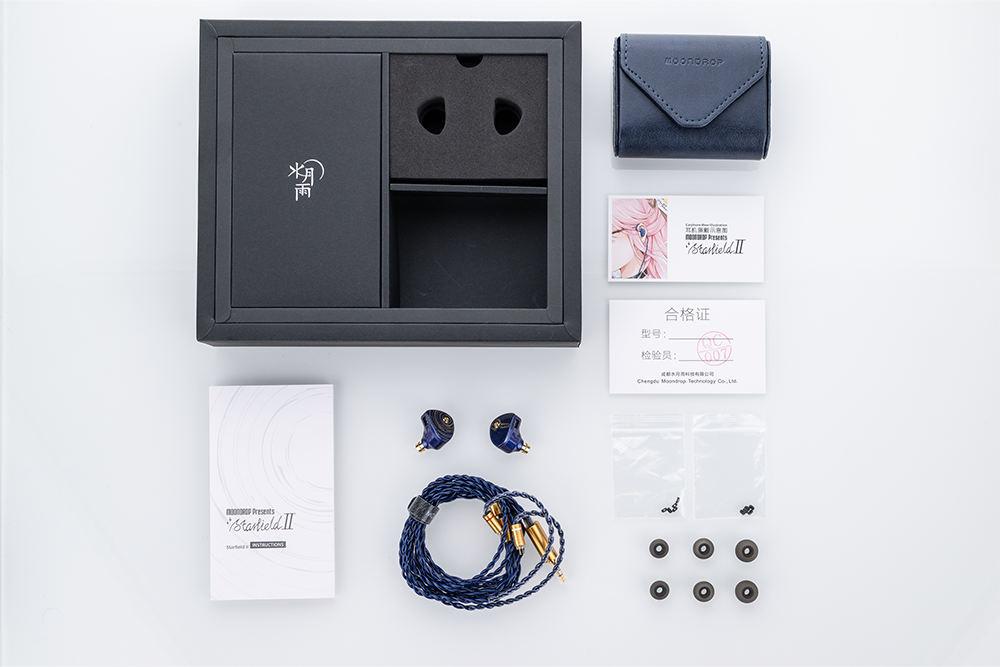 水月雨
MOONDROP
Earphone Wear Illustration
耳机佩戴示意图
MOONDROP Presents
Starfield II
合格证
型号：
检验员：
QC
007
成都水月雨科技有限公司
Chengdu Moondrop Technology Co.,Ltd.
MOONDROP Presents
Starfield II
Starfield II INSTRUCTIONS